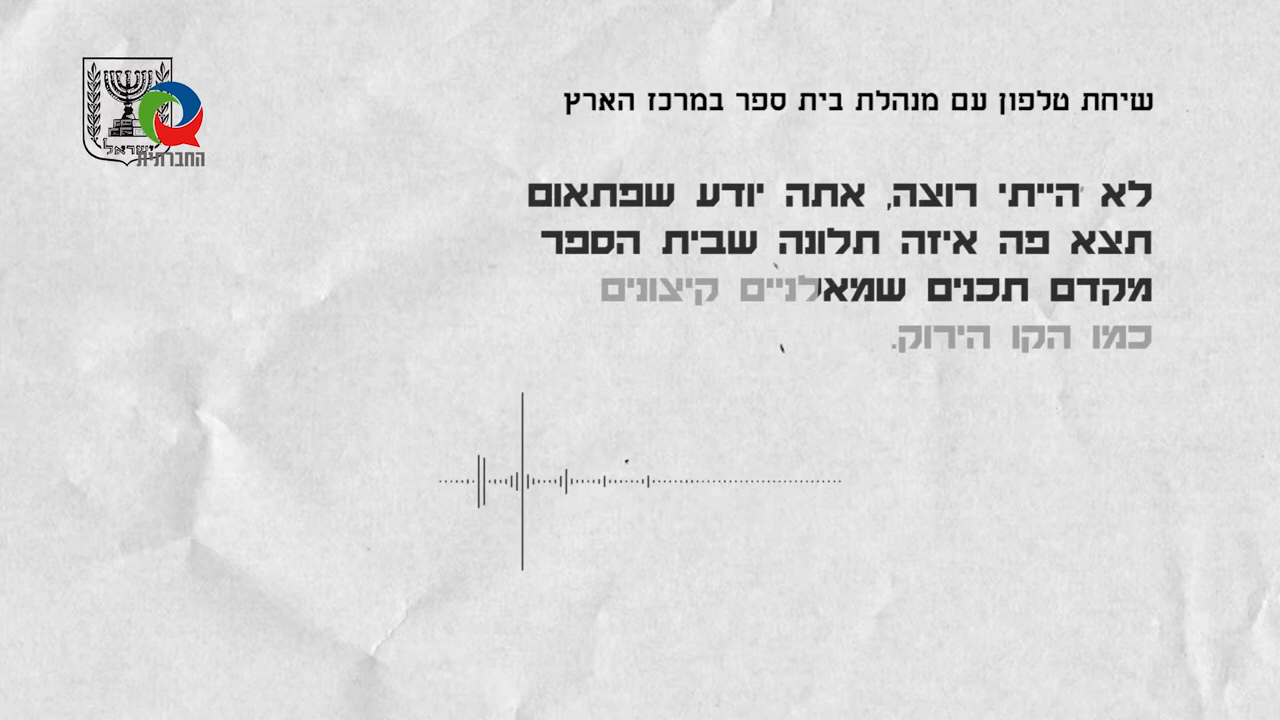 שיחת טלפון עם מנהלת בית ספר במרכז הארץ
לא הייתי רוצה, אתה יודע שפתאום
תצא פה איזה תלונה שבית הספר
מקדם תכנים שמאלניים קיצונים
כמו הקו הירוק.
ישראל
החברתית